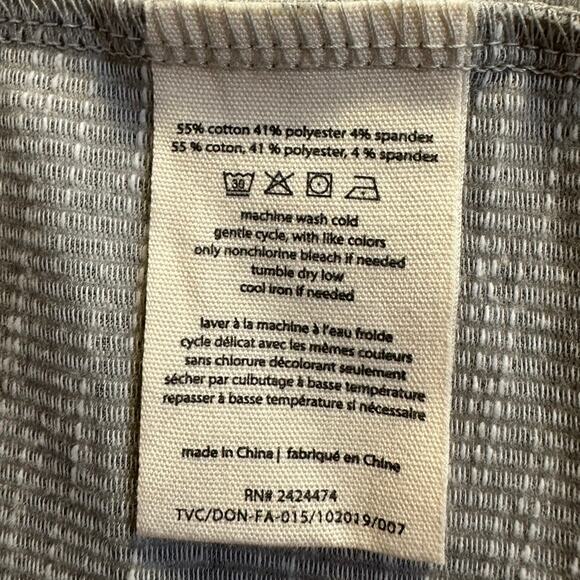 55% cotton 41% polyester 4% spandex
55 % coton, 41 % polyester, 4 % spandex
30
machine wash cold
gentle cycle, with like colors
only nonchlorine bleach if needed
tumble dry low
cool iron if needed
laver à la machine à l'eau froide
cycle délicat avec les mêmes couleurs
sans chlorure décolorant seulement
sécher par culbutage à basse température
repasser à basse température si nécessaire
made in China | fabriqué en Chine
RN# 2424474
TVC/DON-FA-015/102019/007